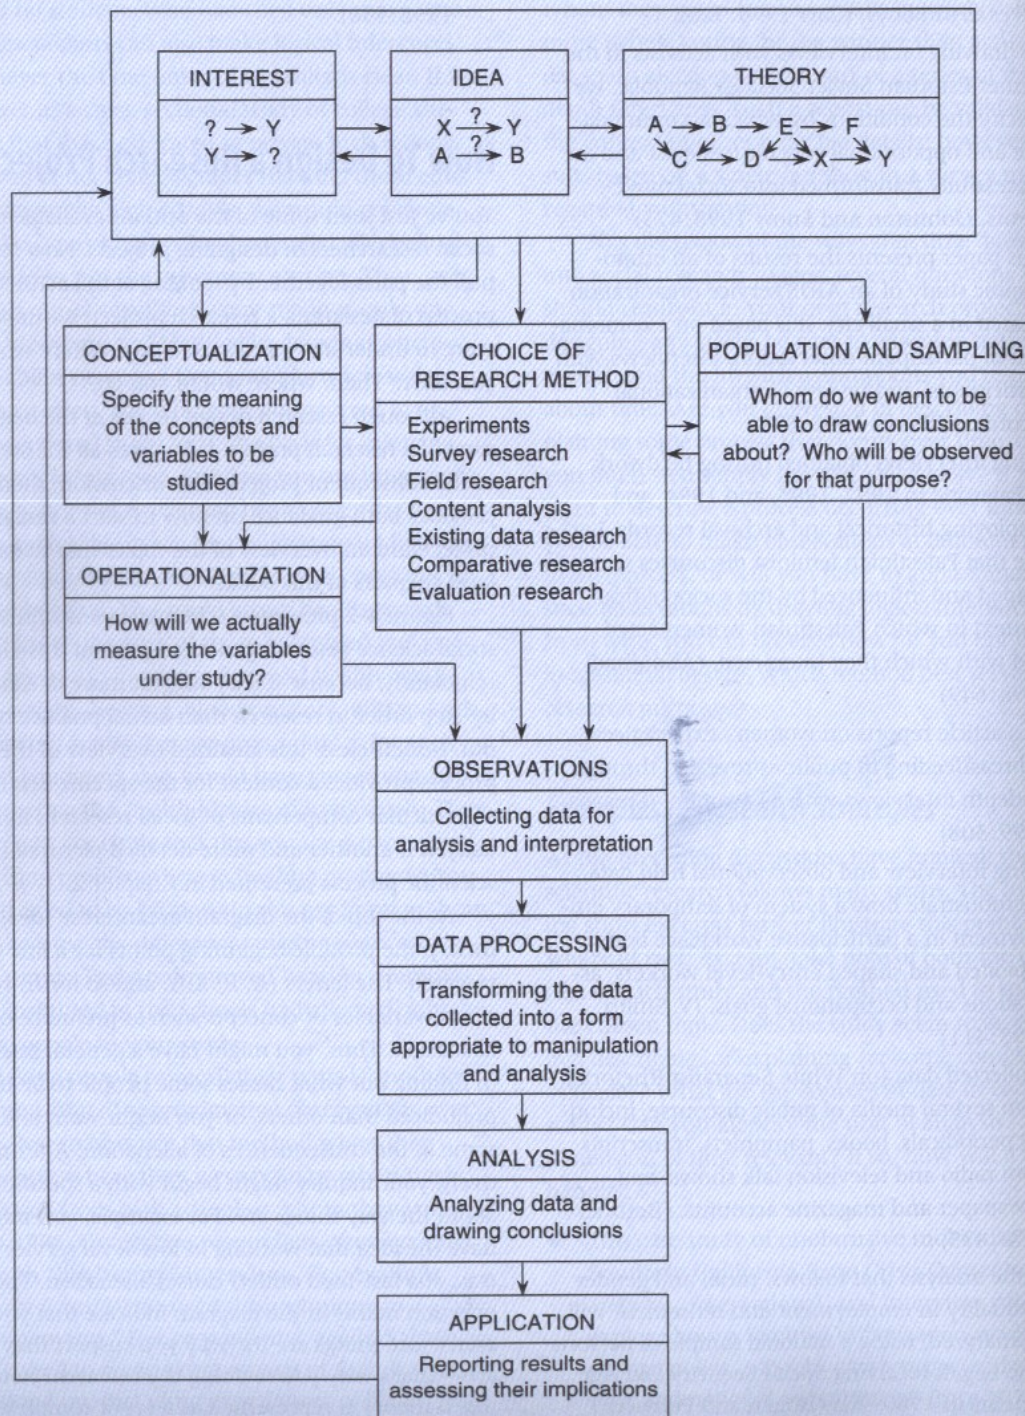 INTEREST
? → Y
Y → ?
IDEA
X ? → Y
A ? → B
THEORY
A → B → E → F
C → D → X → Y
CONCEPTUALIZATION
Specify the meaning
of the concepts and
variables to be
studied
CHOICE OF
RESEARCH METHOD
Experiments
Survey research
Field research
Content analysis
Existing data research
Comparative research
Evaluation research
POPULATION AND SAMPLING
Whom do we want to be
able to draw conclusions
about? Who will be observed
for that purpose?
OPERATIONALIZATION
How will we actually
measure the variables
under study?
OBSERVATIONS
Collecting data for
analysis and interpretation
DATA PROCESSING
Transforming the data
collected into a form
appropriate to manipulation
and analysis
ANALYSIS
Analyzing data and
drawing conclusions
APPLICATION
Reporting results and
assessing their implications